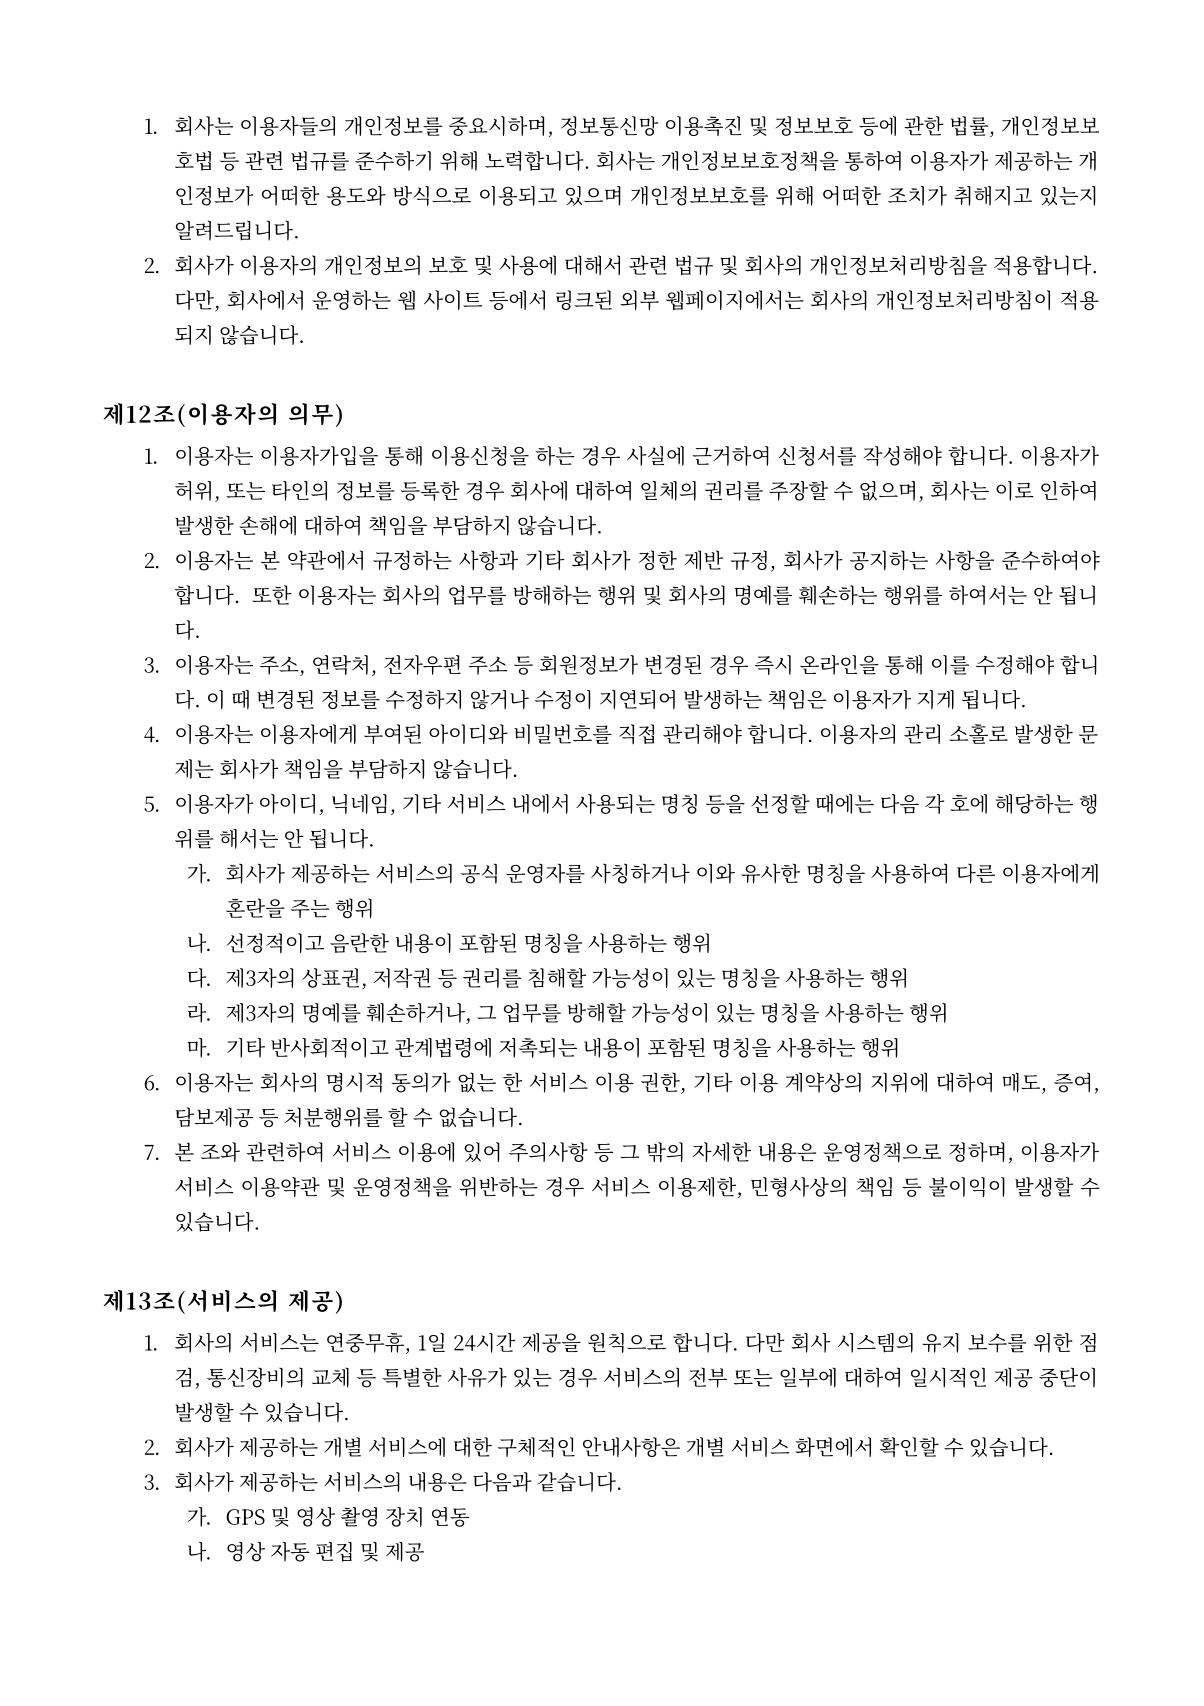 1. 회사는 이용자들의 개인정보를 중요시하며, 정보통신망 이용촉진 및 정보보호 등에 관한 법률, 개인정보보
호법 등 관련 법규를 준수하기 위해 노력합니다. 회사는 개인정보보호정책을 통하여 이용자가 제공하는 개
인정보가 어떠한 용도와 방식으로 이용되고 있으며 개인정보보호를 위해 어떠한 조치가 취해지고 있는지
알려드립니다.
2. 회사가 이용자의 개인정보의 보호 및 사용에 대해서 관련 법규 및 회사의 개인정보처리방침을 적용합니다.
다만, 회사에서 운영하는 웹 사이트 등에서 링크된 외부 웹페이지에서는 회사의 개인정보처리방침이 적용
되지 않습니다.
제12조(이용자의 의무)
1. 이용자는 이용자가입을 통해 이용신청을 하는 경우 사실에 근거하여 신청서를 작성해야 합니다. 이용자가
허위, 또는 타인의 정보를 등록한 경우 회사에 대하여 일체의 권리를 주장할 수 없으며, 회사는 이로 인하여
발생한 손해에 대하여 책임을 부담하지 않습니다.
2. 이용자는 본 약관에서 규정하는 사항과 기타 회사가 정한 제반 규정, 회사가 공지하는 사항을 준수하여야
합니다. 또한 이용자는 회사의 업무를 방해하는 행위 및 회사의 명예를 훼손하는 행위를 하여서는 안 됩니
다.
3. 이용자는 주소, 연락처, 전자우편 주소 등 회원정보가 변경된 경우 즉시 온라인을 통해 이를 수정해야 합니
다. 이 때 변경된 정보를 수정하지 않거나 수정이 지연되어 발생하는 책임은 이용자가 지게 됩니다.
4. 이용자는 이용자에게 부여된 아이디와 비밀번호를 직접 관리해야 합니다. 이용자의 관리 소홀로 발생한 문
제는 회사가 책임을 부담하지 않습니다.
5. 이용자가 아이디, 닉네임, 기타 서비스 내에서 사용되는 명칭 등을 선정할 때에는 다음 각 호에 해당하는 행
위를 해서는 안 됩니다.
가. 회사가 제공하는 서비스의 공식 운영자를 사칭하거나 이와 유사한 명칭을 사용하여 다른 이용자에게
혼란을 주는 행위
나. 선정적이고 음란한 내용이 포함된 명칭을 사용하는 행위
다. 제3자의 상표권, 저작권 등 권리를 침해할 가능성이 있는 명칭을 사용하는 행위
라. 제3자의 명예를 훼손하거나, 그 업무를 방해할 가능성이 있는 명칭을 사용하는 행위
마. 기타 반사회적이고 관계법령에 저촉되는 내용이 포함된 명칭을 사용하는 행위
6. 이용자는 회사의 명시적 동의가 없는 한 서비스 이용 권한, 기타 이용 계약상의 지위에 대하여 매도, 증여,
담보제공 등 처분행위를 할 수 없습니다.
7. 본 조와 관련하여 서비스 이용에 있어 주의사항 등 그 밖의 자세한 내용은 운영정책으로 정하며, 이용자가
서비스 이용약관 및 운영정책을 위반하는 경우 서비스 이용제한, 민형사상의 책임 등 불이익이 발생할 수
있습니다.
제13조(서비스의 제공)
1. 회사의 서비스는 연중무휴, 1일 24시간 제공을 원칙으로 합니다. 다만 회사 시스템의 유지 보수를 위한 점
검, 통신장비의 교체 등 특별한 사유가 있는 경우 서비스의 전부 또는 일부에 대하여 일시적인 제공 중단이
발생할 수 있습니다.
2. 회사가 제공하는 개별 서비스에 대한 구체적인 안내사항은 개별 서비스 화면에서 확인할 수 있습니다.
3. 회사가 제공하는 서비스의 내용은 다음과 같습니다.
가. GPS 및 영상 촬영 장치 연동
나. 영상 자동 편집 및 제공